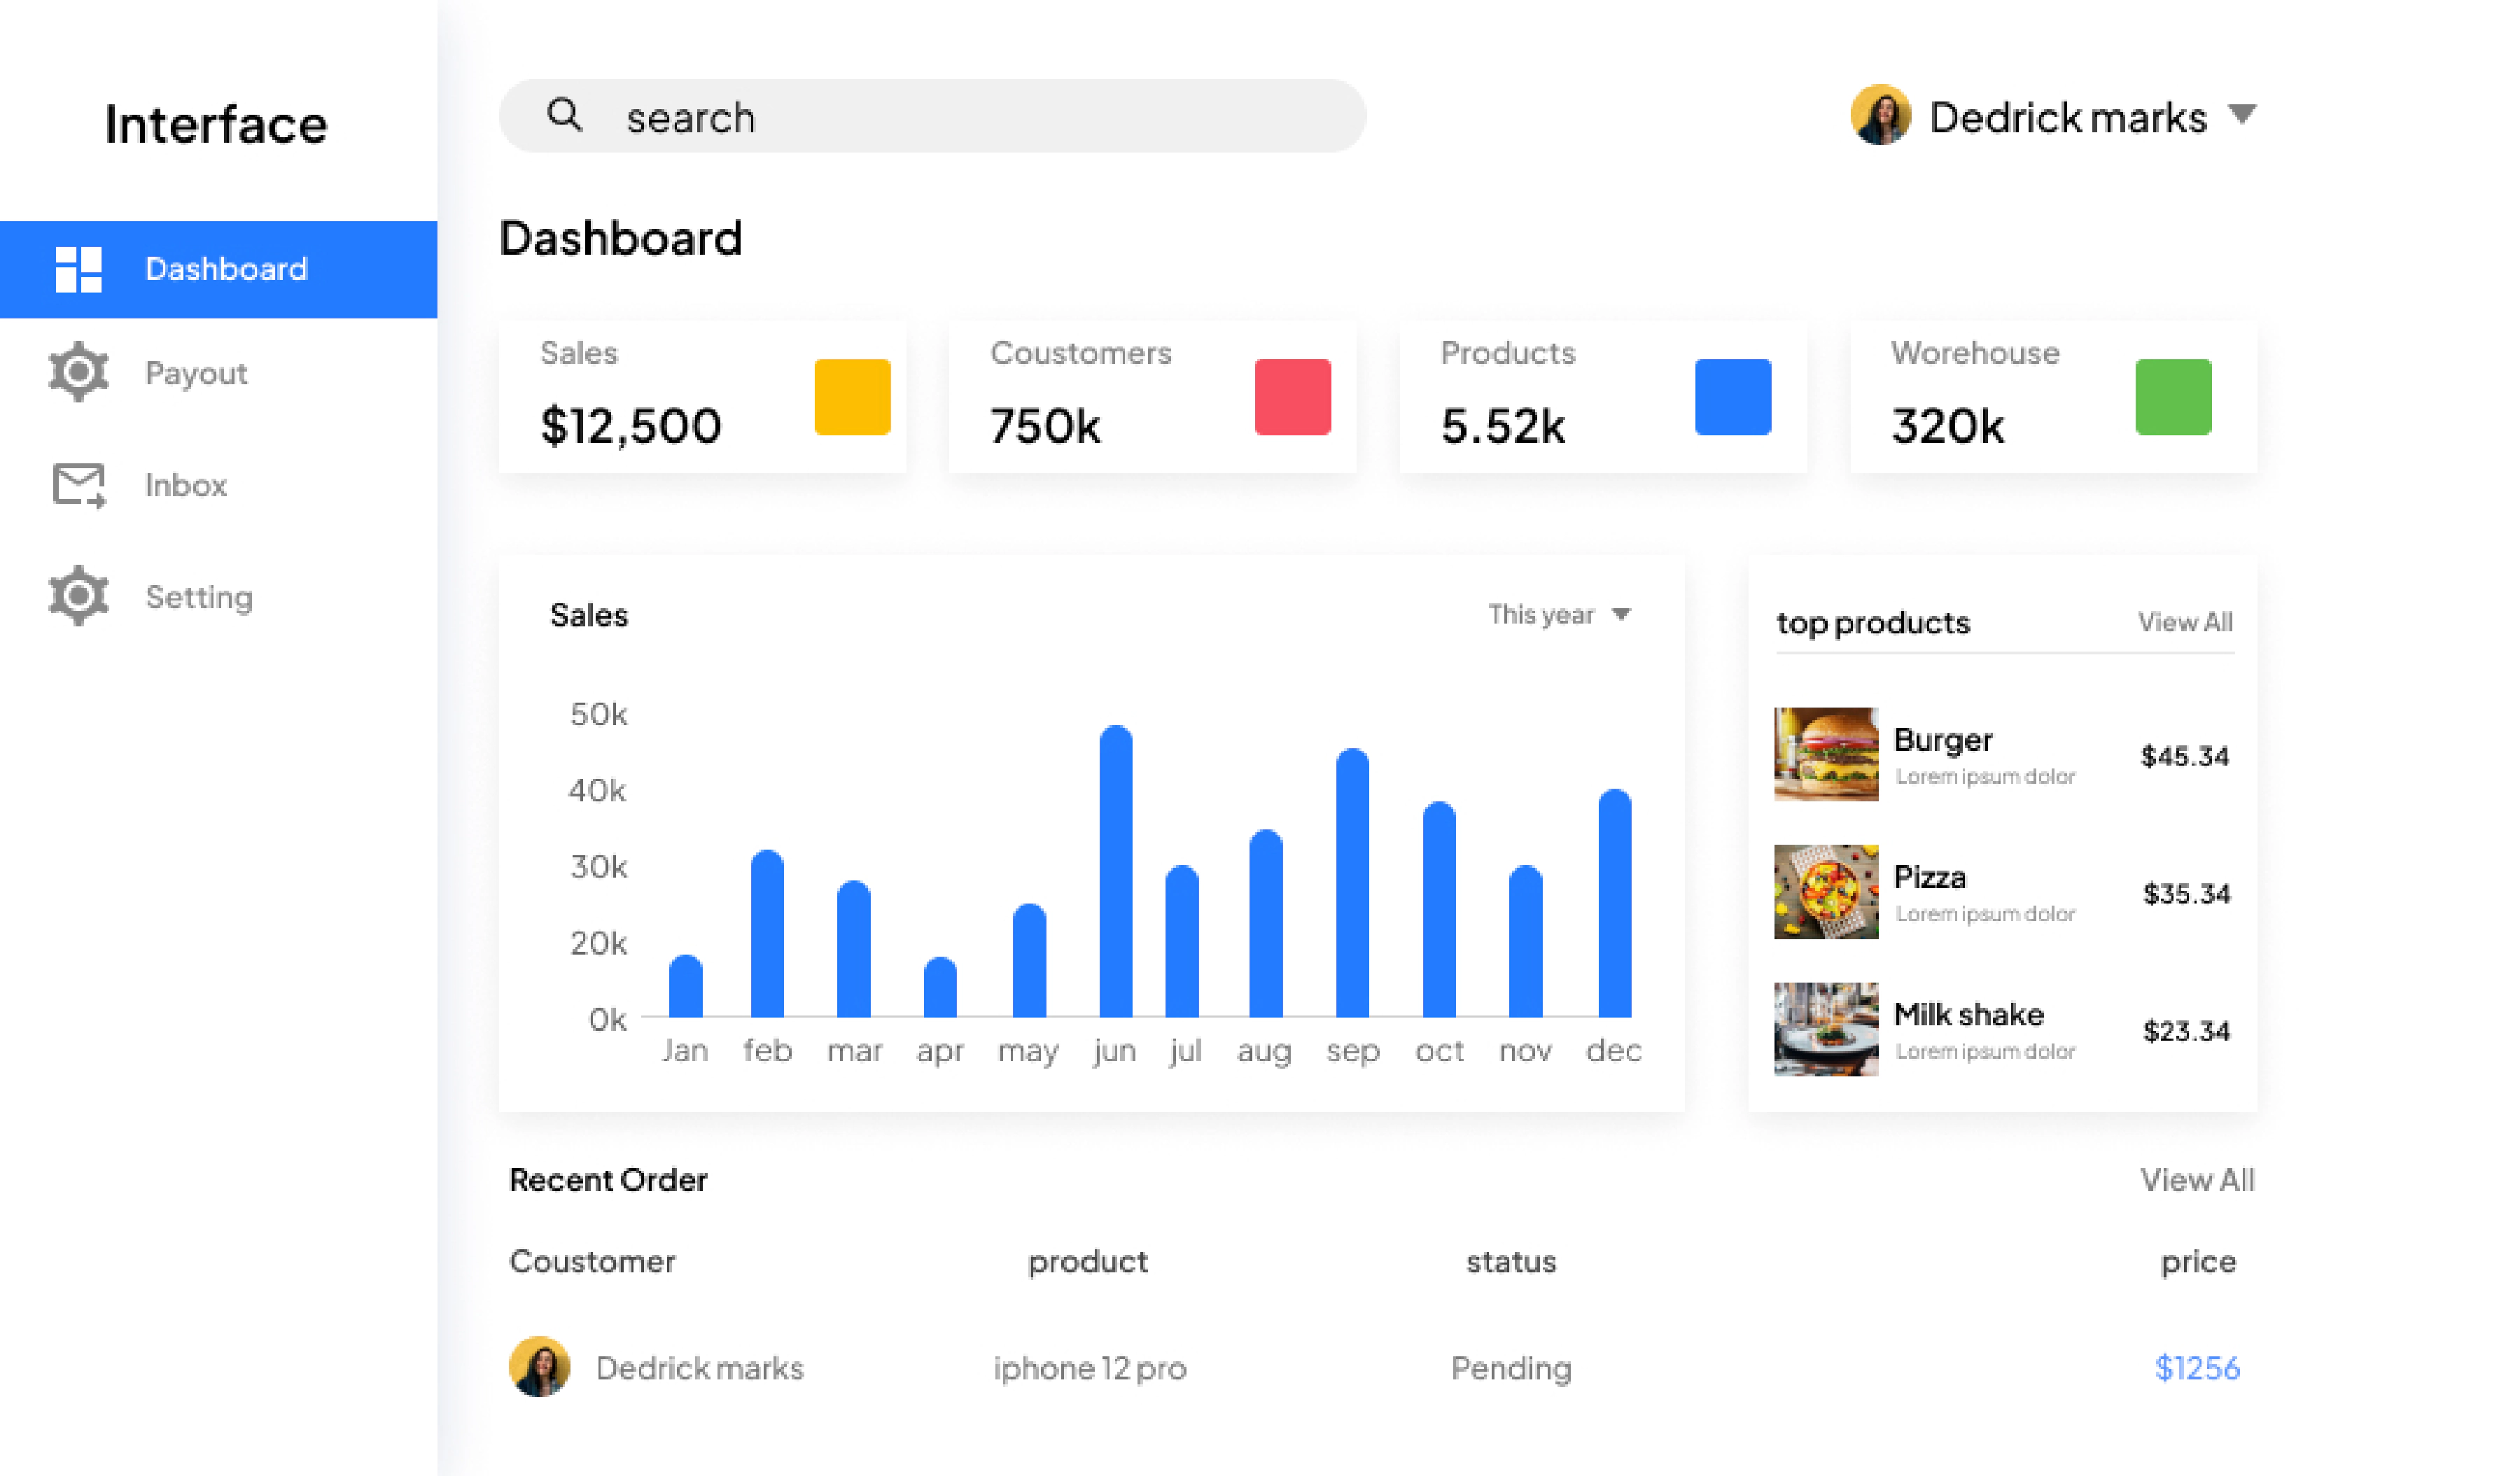 Interface
search
Dedrick marks
Dashboard
Dashboard
Payout
Inbox
Setting
Sales
$12,500
Coustomers
750k
Products
5.52k
Worehouse
320k
Sales
This year
50k
40k
30k
20k
0k
Jan feb mar apr may jun jul aug sep oct nov dec
top products
View All
Burger
Lorem ipsum dolor
$45.34
Pizza
Lorem ipsum dolor
$35.34
Milk shake
Lorem ipsum dolor
$23.34
Recent Order
View All
Coustomer product status price
Dedrick marks iphone 12 pro Pending $1256